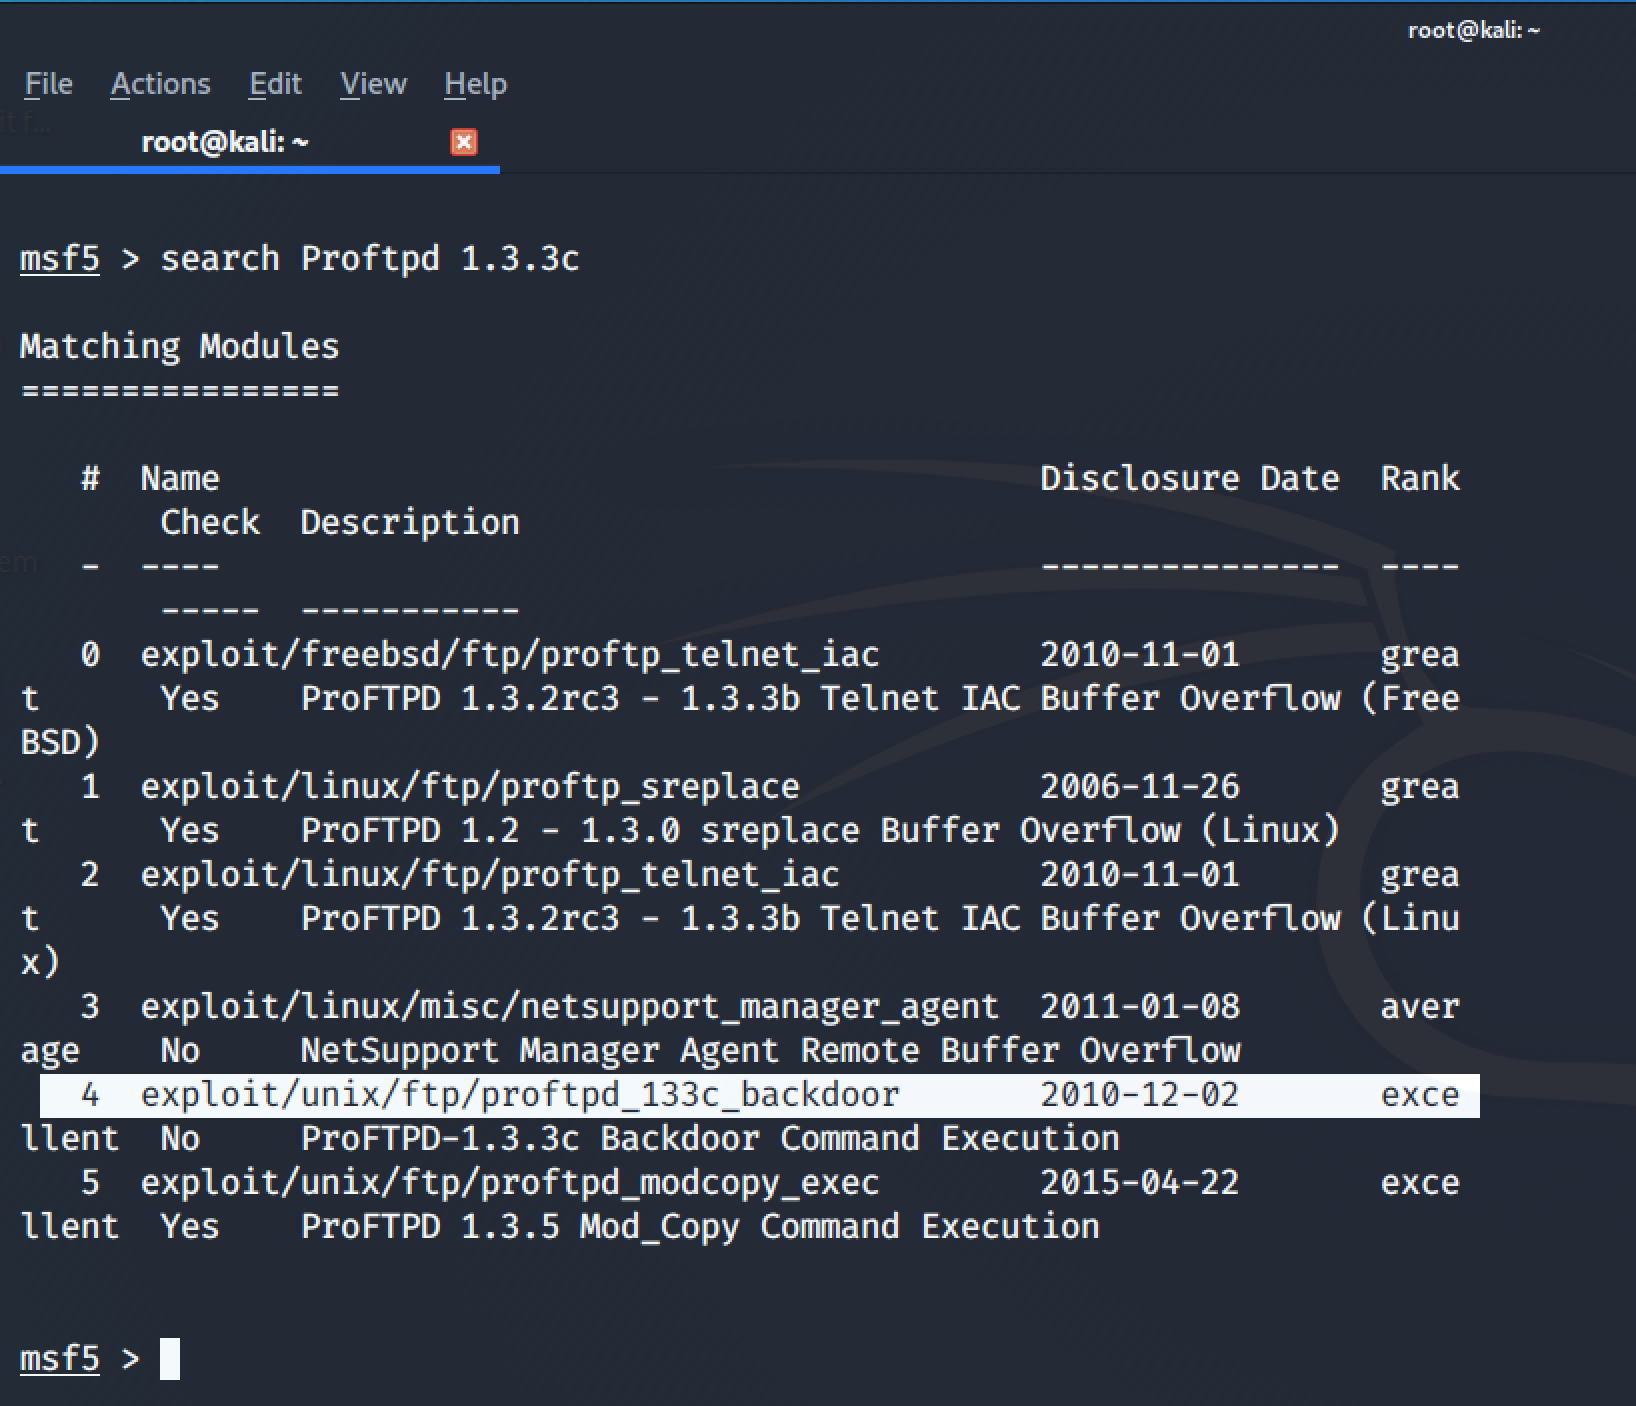 root@kali: ~
File Actions Edit View Help
it f...
root@kali: ~
msf5 > search Proftpd 1.3.3c
Matching Modules
================
# Name Disclosure Date Rank
Check Description
- ---- --------------- ----
----- -----------
em
0 exploit/freebsd/ftp/proftp_telnet_iac 2010-11-01 grea
t Yes ProFTPD 1.3.2rc3 - 1.3.3b Telnet IAC Buffer Overflow (Free
BSD)
1 exploit/linux/ftp/proftp_sreplace 2006-11-26 grea
t Yes ProFTPD 1.2 - 1.3.0 sreplace Buffer Overflow (Linux)
2 exploit/linux/ftp/proftp_telnet_iac 2010-11-01 grea
t Yes ProFTPD 1.3.2rc3 - 1.3.3b Telnet IAC Buffer Overflow (Linu
x)
3 exploit/linux/misc/netsupport_manager_agent 2011-01-08 aver
age No NetSupport Manager Agent Remote Buffer Overflow
4 exploit/unix/ftp/proftpd_133c_backdoor 2010-12-02 exce
llent No ProFTPD-1.3.3c Backdoor Command Execution
5 exploit/unix/ftp/proftpd_modcopy_exec 2015-04-22 exce
llent Yes ProFTPD 1.3.5 Mod_Copy Command Execution
msf5 >